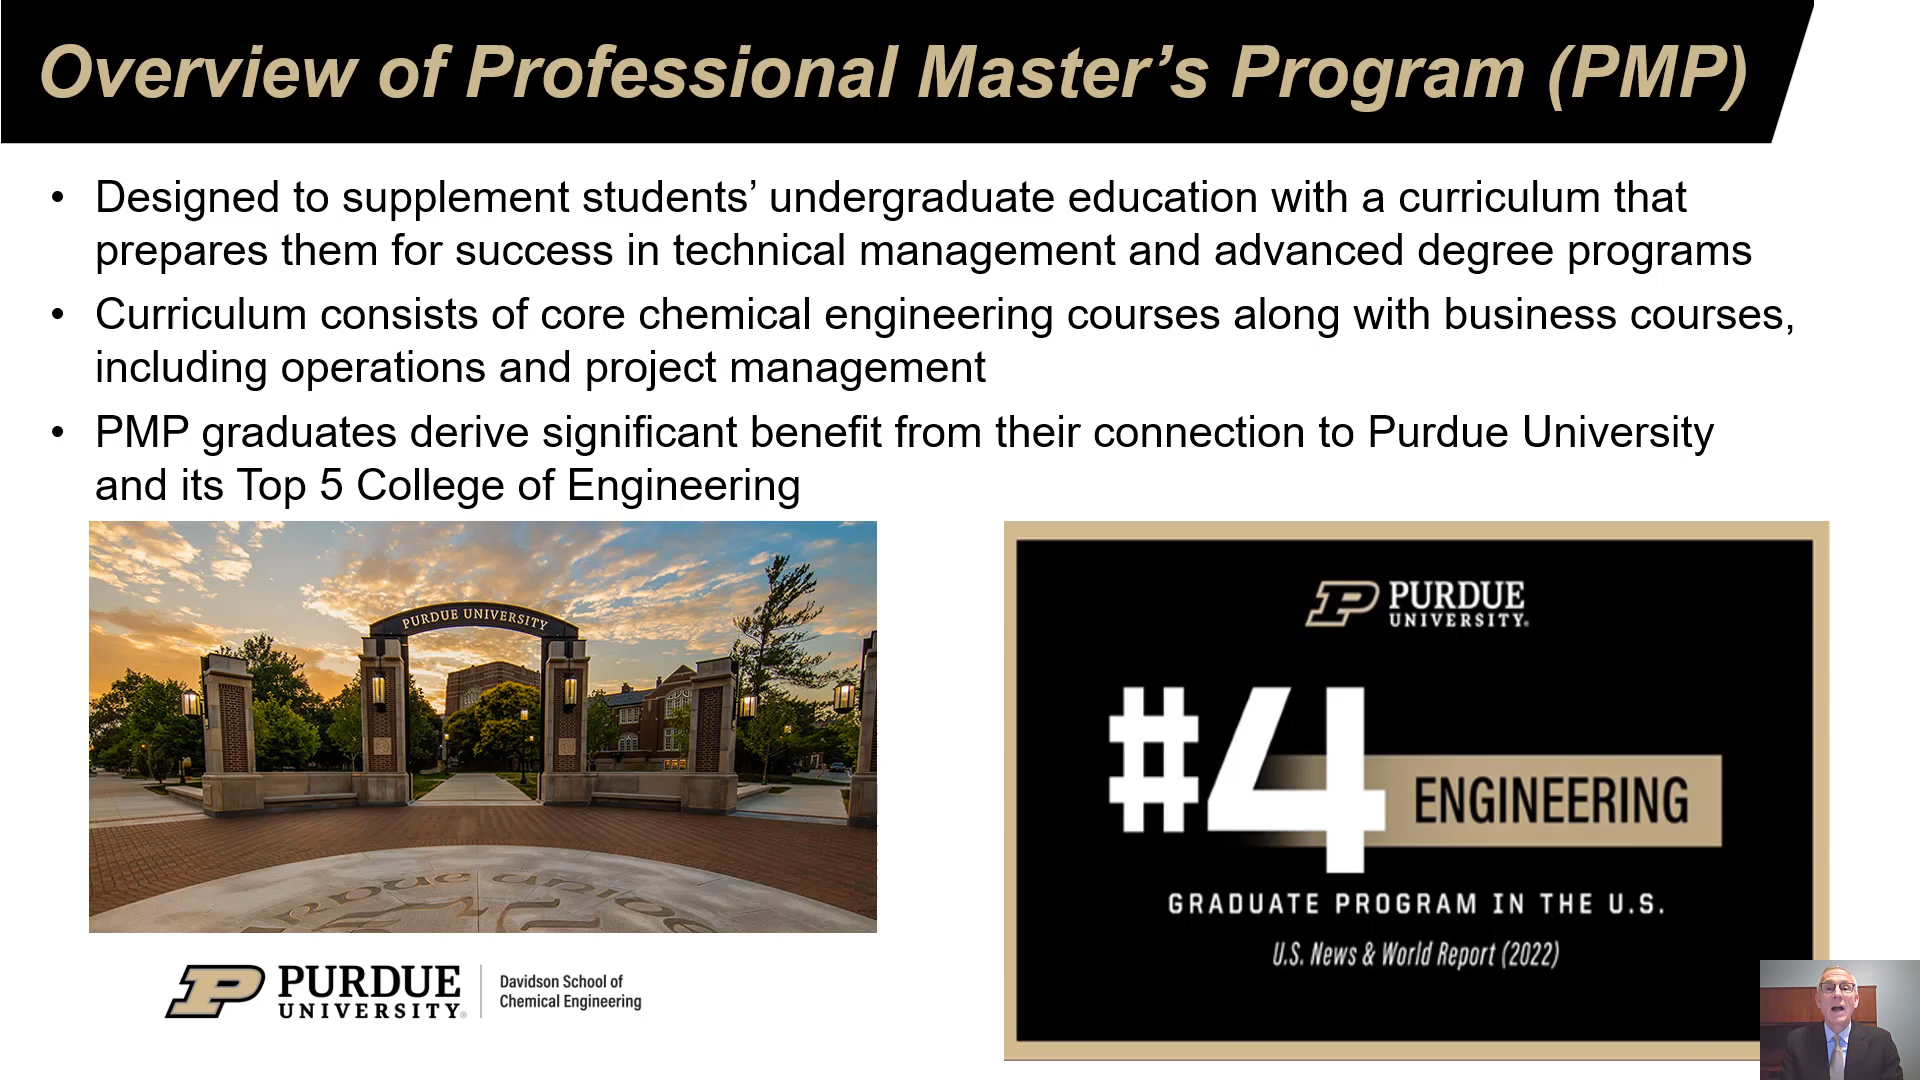 Overview of Professional Master’s Program (PMP)
• Designed to supplement students’ undergraduate education with a curriculum that
prepares them for success in technical management and advanced degree programs
• Curriculum consists of core chemical engineering courses along with business courses,
including operations and project management
• PMP graduates derive significant benefit from their connection to Purdue University
and its Top 5 College of Engineering
PURDUE UNIVERSITY
PURDUE
UNIVERSITY®
#4 ENGINEERING
GRADUATE PROGRAM IN THE U.S.
U.S. News & World Report (2022)
PURDUE
UNIVERSITY®
Davidson School of
Chemical Engineering